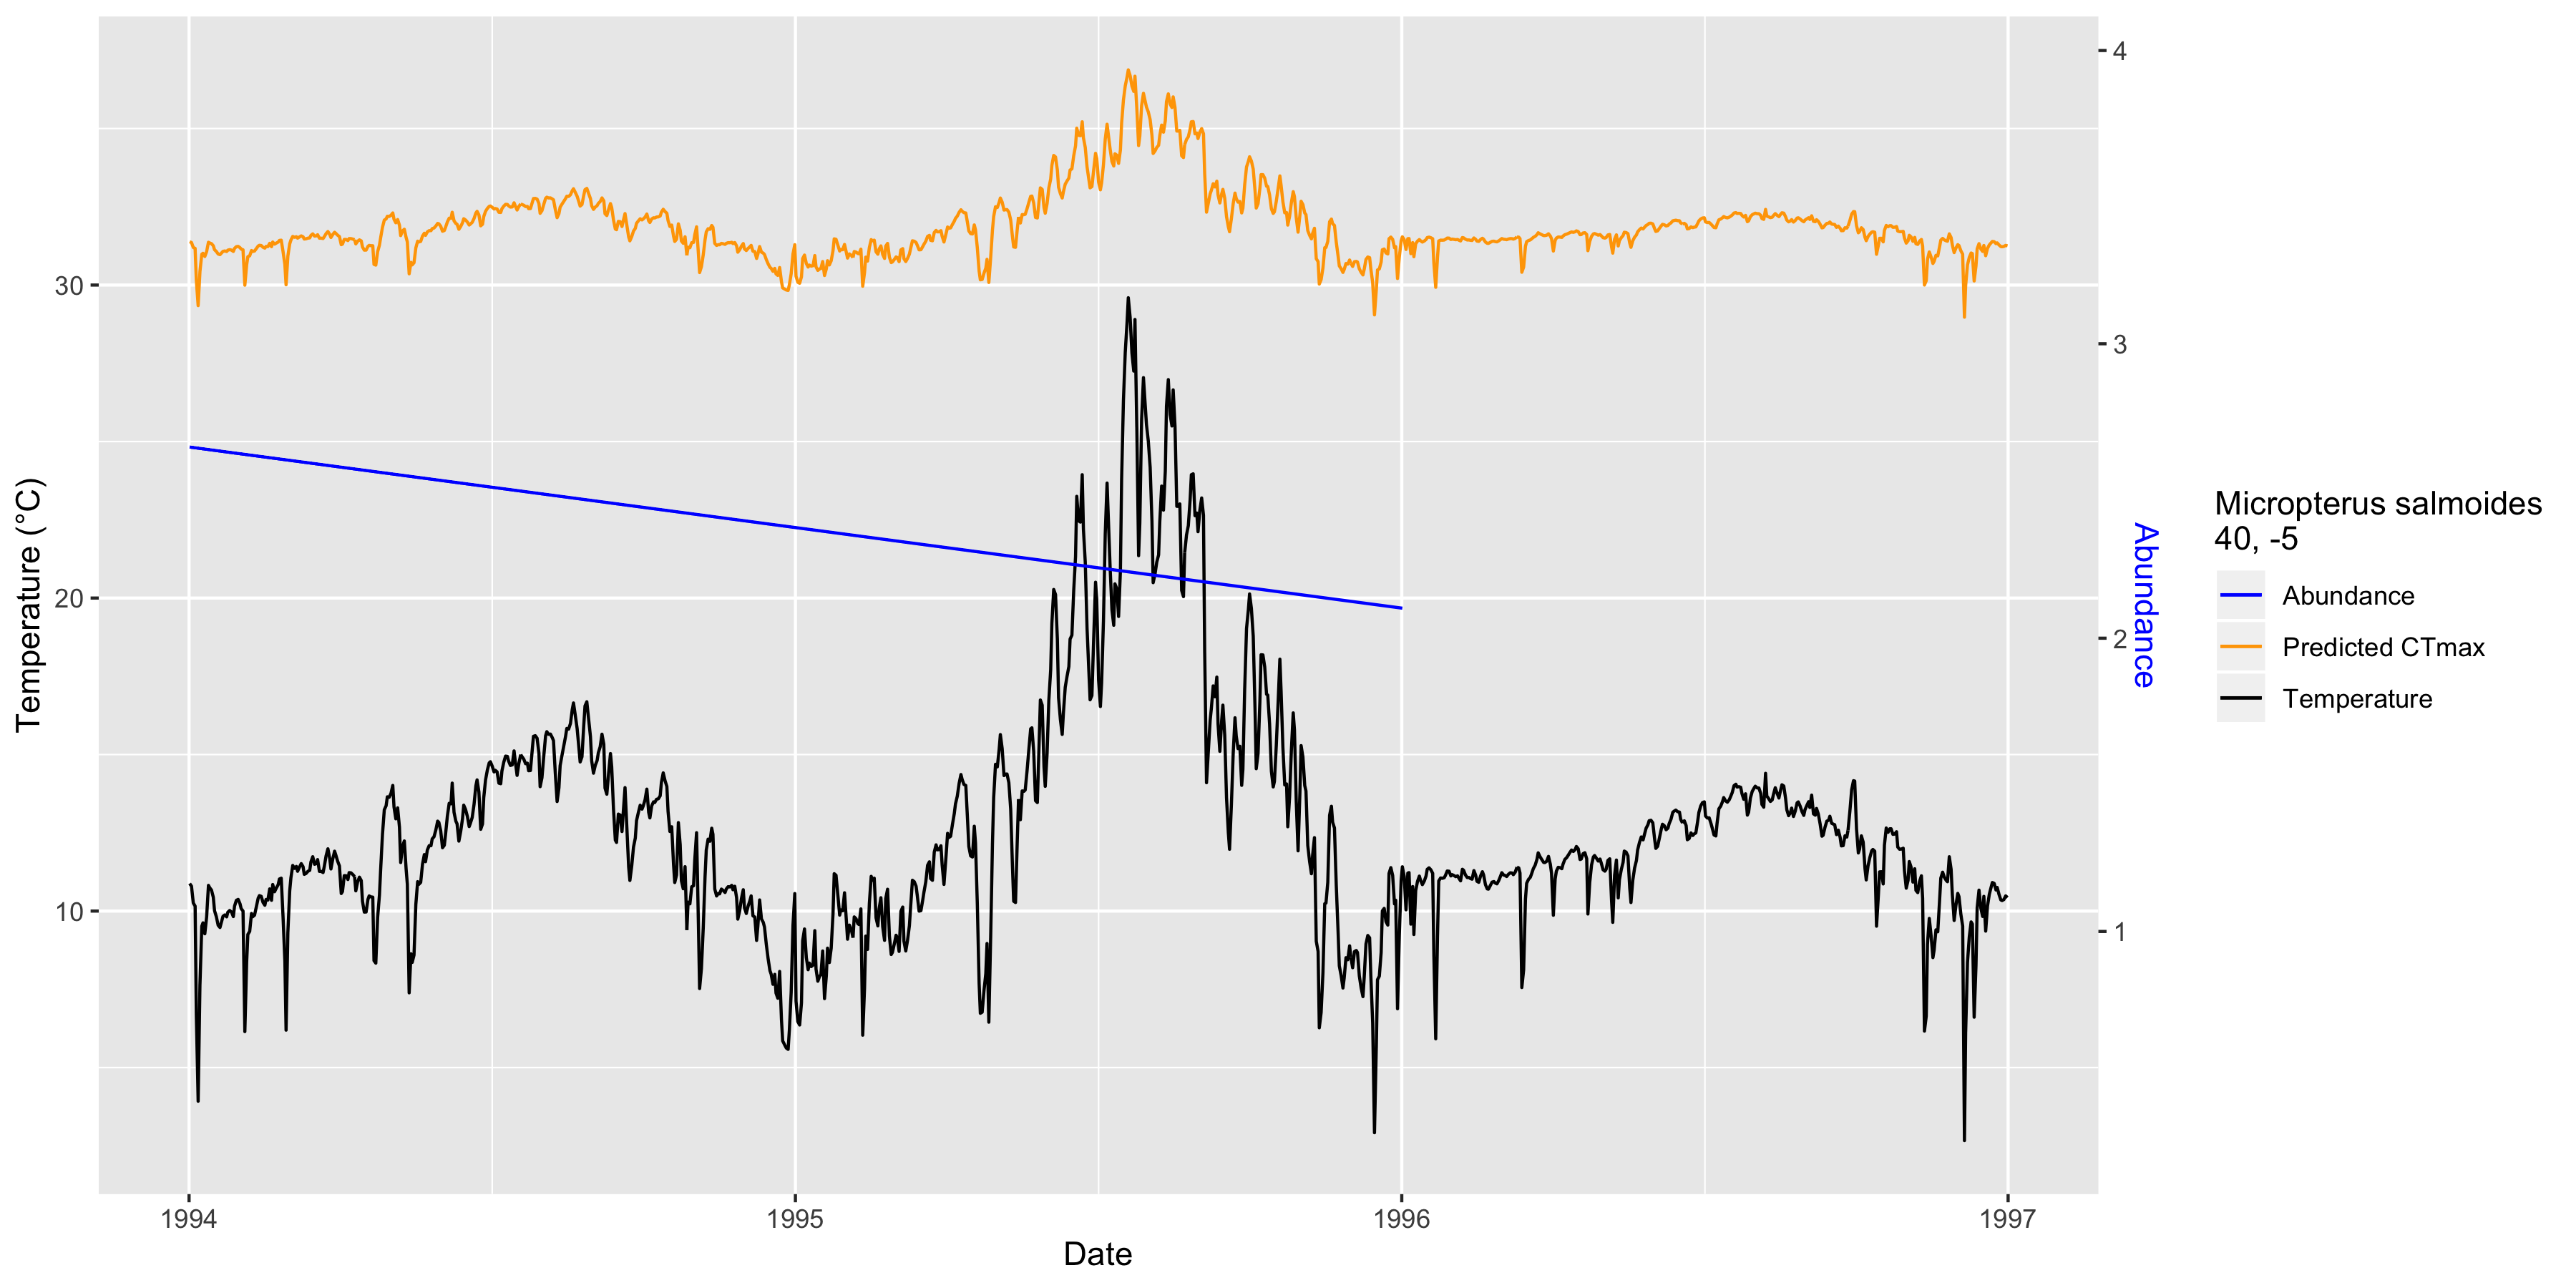 Temperature (°C)
30
20
10
1994
1995
1996
1997
Date
4
3
2
1
Abundance
Micropterus salmoides
40, -5
Abundance
Predicted CTmax
Temperature